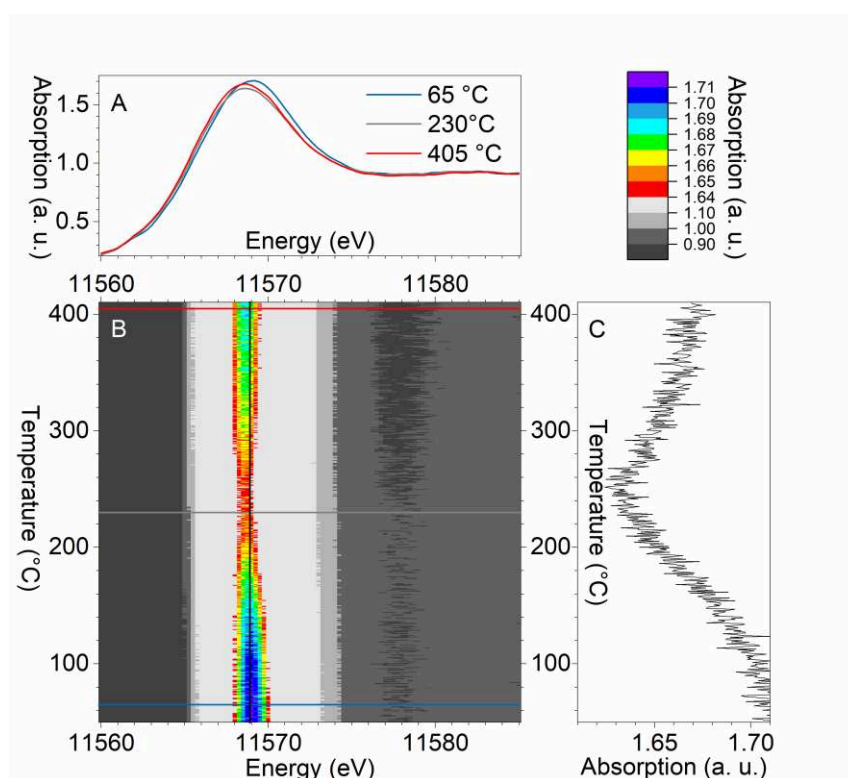 A
Absorption (a. u.)
1.5
1.0
0.5
65 °C
230°C
405 °C
Energy (eV)
11560 11570 11580
1.71
1.70
1.69
1.68
1.67
1.66
1.65
1.64
1.10
1.00
0.90
Absorption (a. u.)
B
Temperature (°C)
400
300
200
100
11560 11570 11580
Energy (eV)
C
400
300
200
100
Temperature (°C)
1.65 1.70
Absorption (a. u.)